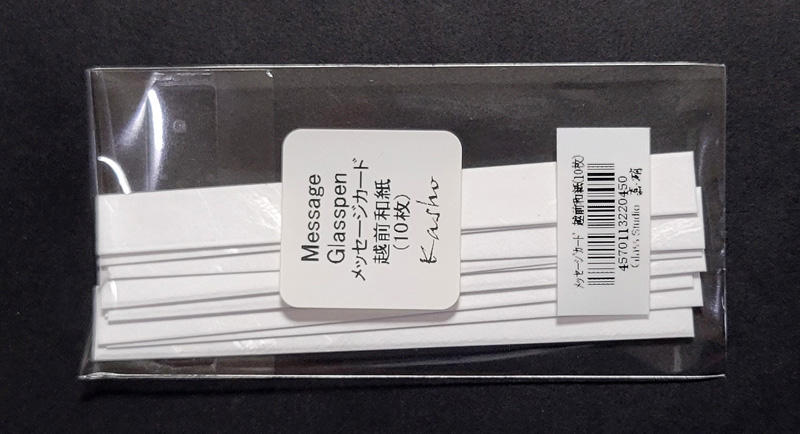 Message
Glasspen
メッセージカード
越前和紙
(10枚)
Kasho
メッセージカード 越前和紙(10枚)
4570113220450
Glass Studio 嘉硝